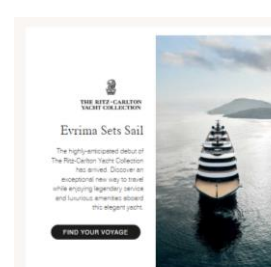 THE RITZ-CARLTON
YACHT COLLECTION
Evrima Sets Sail
The highly-anticipated debut of
The Ritz-Carlton Yacht Collection
has arrived. Discover an
exceptional new way to travel
while enjoying legendary service
and luxurious amenities aboard
this elegant yacht.
FIND YOUR VOYAGE